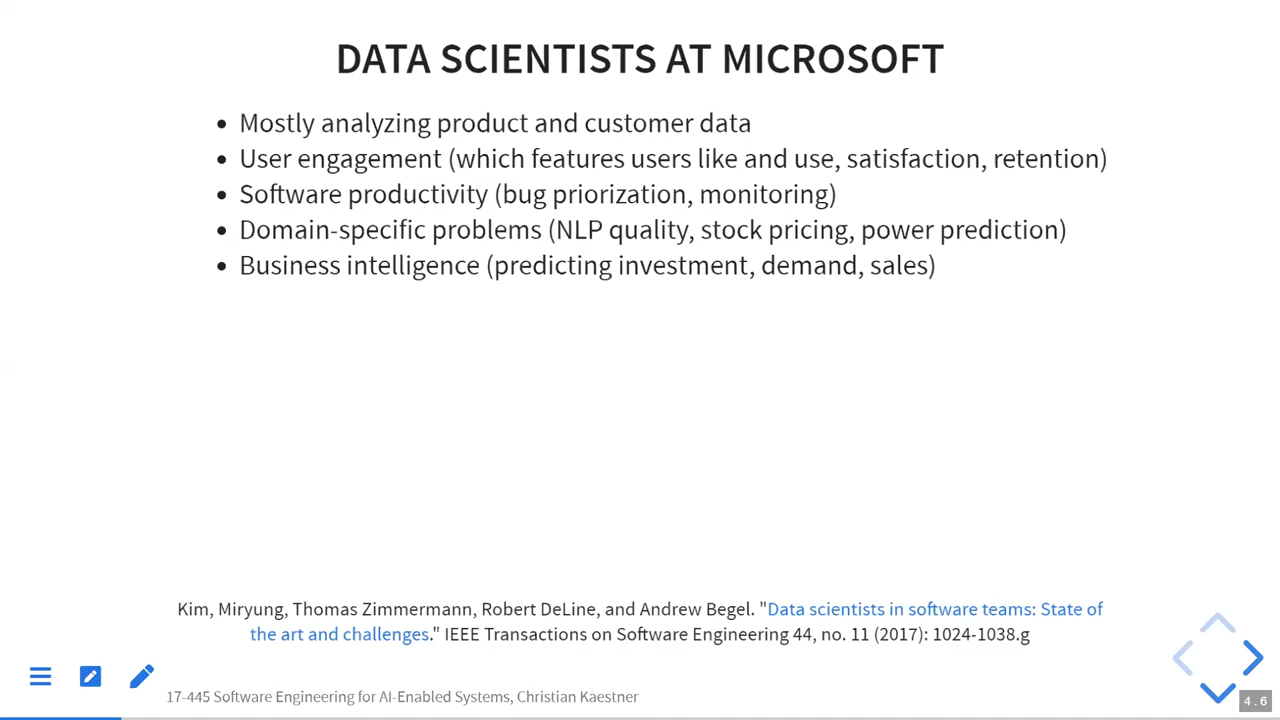 DATA SCIENTISTS AT MICROSOFT
• Mostly analyzing product and customer data
• User engagement (which features users like and use, satisfaction, retention)
• Software productivity (bug priorization, monitoring)
• Domain-specific problems (NLP quality, stock pricing, power prediction)
• Business intelligence (predicting investment, demand, sales)
Kim, Miryung, Thomas Zimmermann, Robert DeLine, and Andrew Begel. "Data scientists in software teams: State of
the art and challenges." IEEE Transactions on Software Engineering 44, no. 11 (2017): 1024-1038.g
17-445 Software Engineering for AI-Enabled Systems, Christian Kaestner
4.6